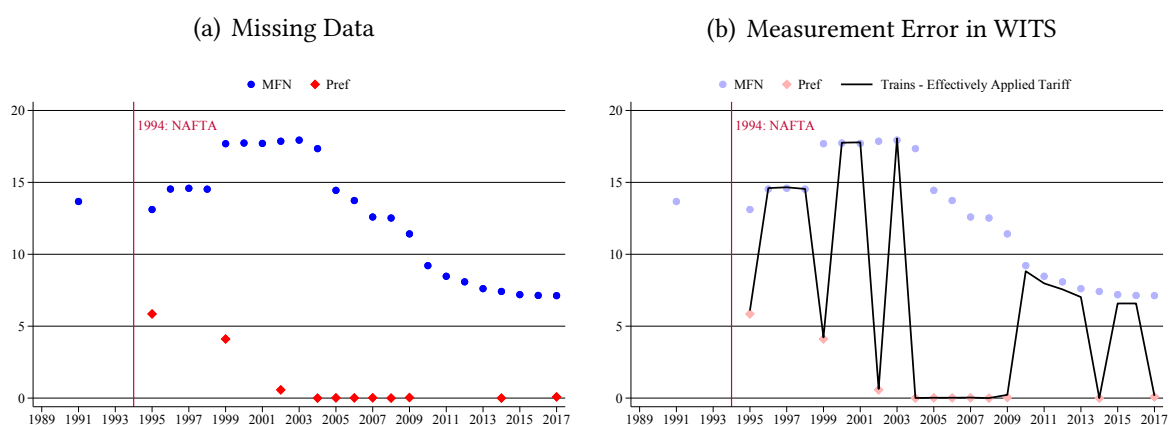 (a) Missing Data
MFN Pref
20
15
10
5
0
1994: NAFTA
1989 1991 1993 1995 1997 1999 2001 2003 2005 2007 2009 2011 2013 2015 2017
(b) Measurement Error in WITS
MFN Pref Trains - Effectively Applied Tariff
20
15
10
5
0
1994: NAFTA
1989 1991 1993 1995 1997 1999 2001 2003 2005 2007 2009 2011 2013 2015 2017